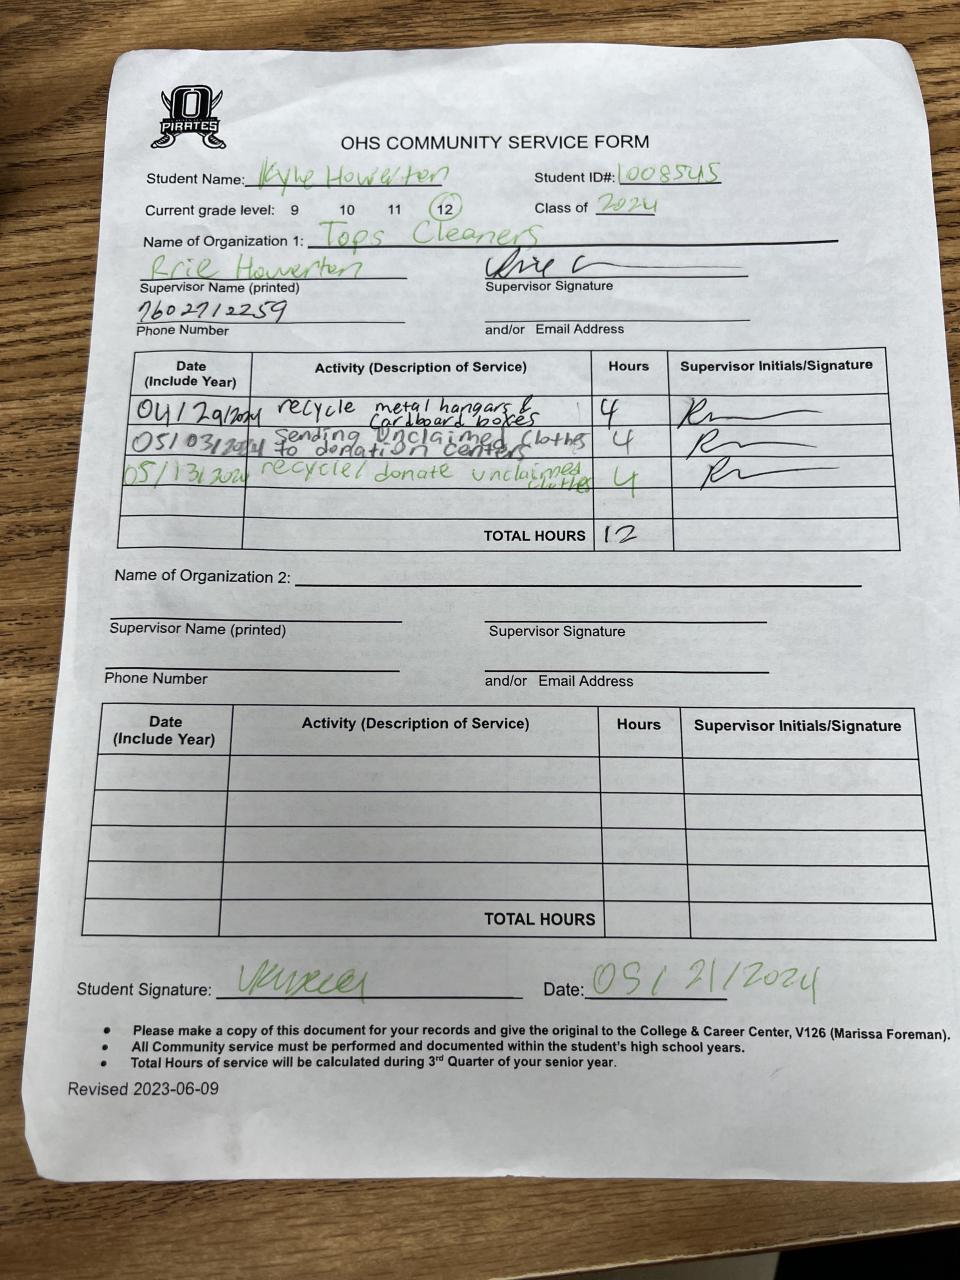 O
PIRATES
OHS COMMUNITY SERVICE FORM
Student Name: Kyle Howerton Student ID#: 1008545
Current grade level: 9 10 11 12 Class of 2024
Name of Organization 1: Tops Cleaners
Howerton
Supervisor Name (printed) Supervisor Signature
7602712259
Phone Number and/or Email Address
Date (Include Year) Activity (Description of Service) Hours Supervisor Initials/Signature
04/29/2024 recycle metal hangars & cardboard boxes 4
05/03/2024 sending unclaimed clothes to donation centers 4
05/13/2024 recycle/donate unclaimed clothes 4
TOTAL HOURS 12
Name of Organization 2:
Supervisor Name (printed) Supervisor Signature
Phone Number and/or Email Address
Date (Include Year) Activity (Description of Service) Hours Supervisor Initials/Signature
TOTAL HOURS
Student Signature: Date: 05/21/2024
• Please make a copy of this document for your records and give the original to the College & Career Center, V126 (Marissa Foreman).
• All Community service must be performed and documented within the student's high school years.
• Total Hours of service will be calculated during 3rd Quarter of your senior year.
Revised 2023-06-09